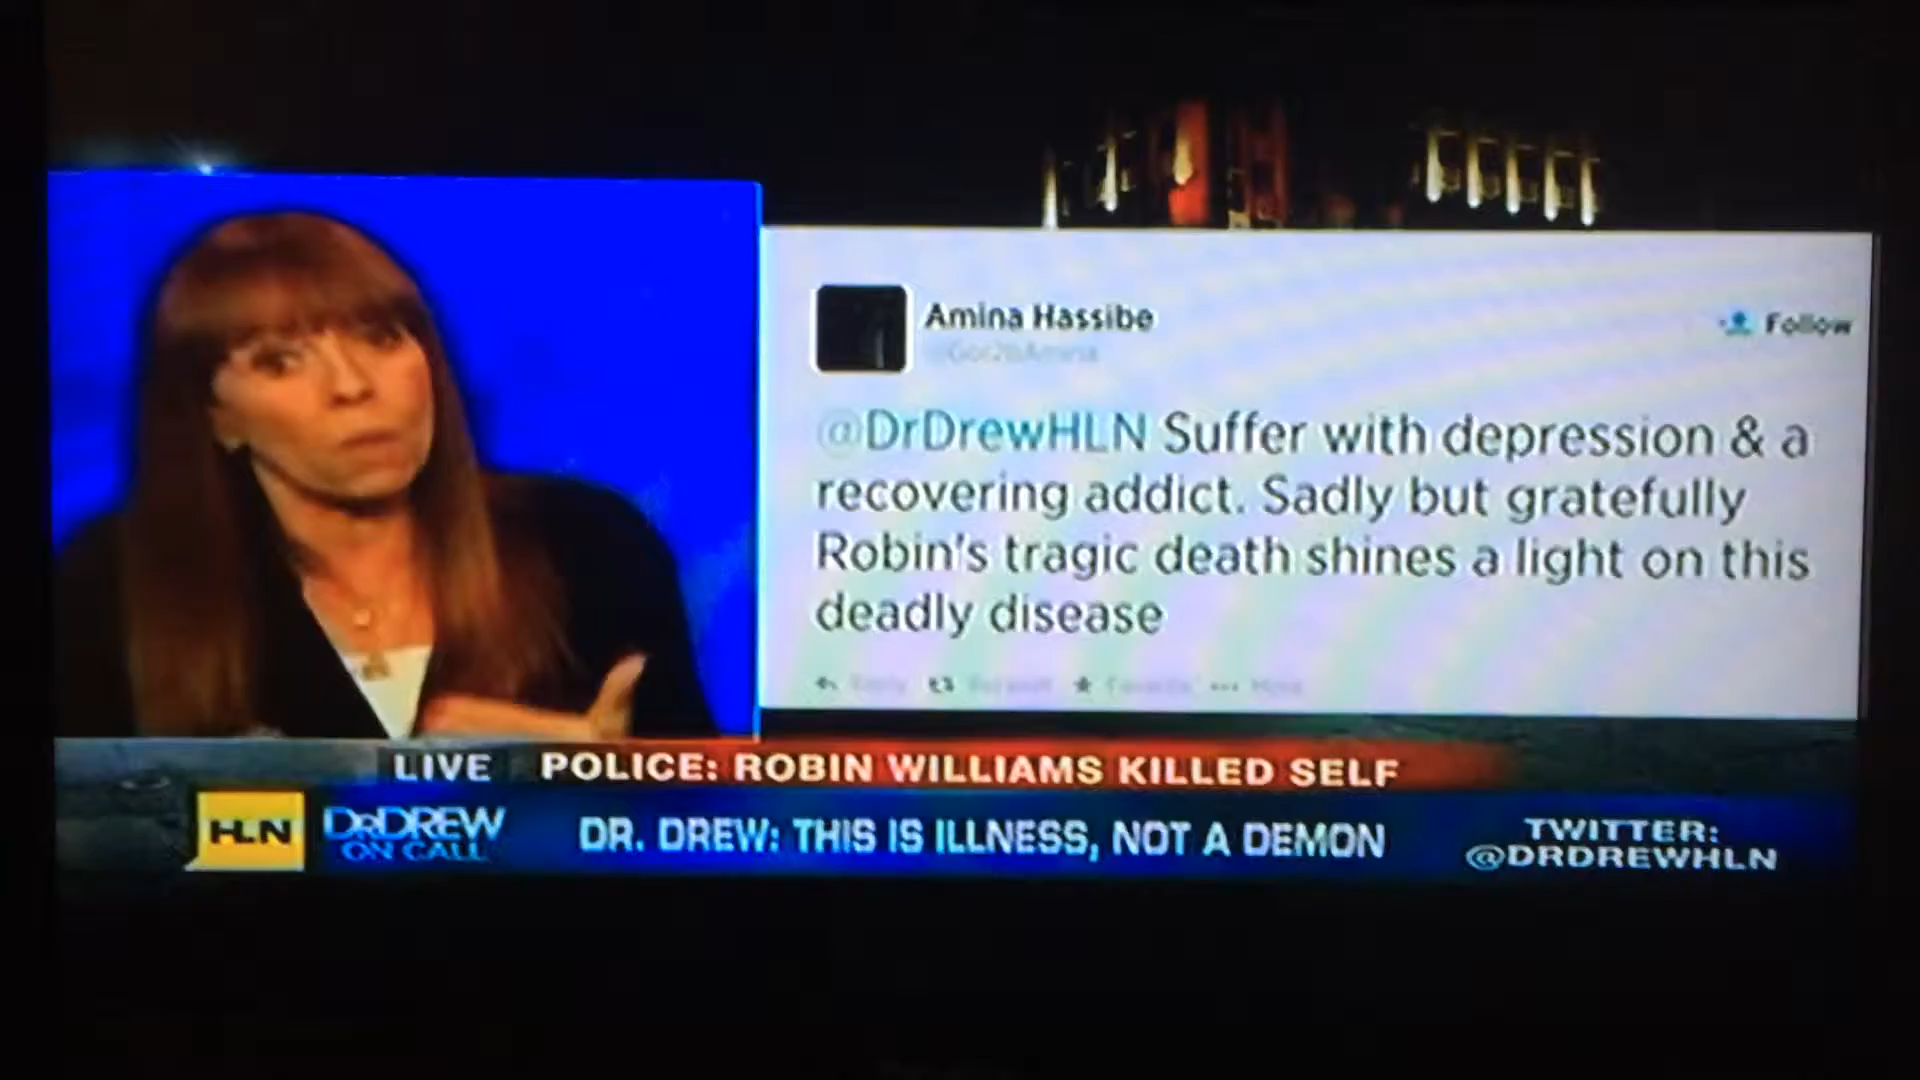 Amina Hassibe
Follow
@DrDrewHLN Suffer with depression & a
recovering addict. Sadly but gratefully
Robin's tragic death shines a light on this
deadly disease
LIVE POLICE: ROBIN WILLIAMS KILLED SELF
HLN DRDREW ON CALL
DR. DREW: THIS IS ILLNESS, NOT A DEMON
TWITTER:
@DRDREWHLN